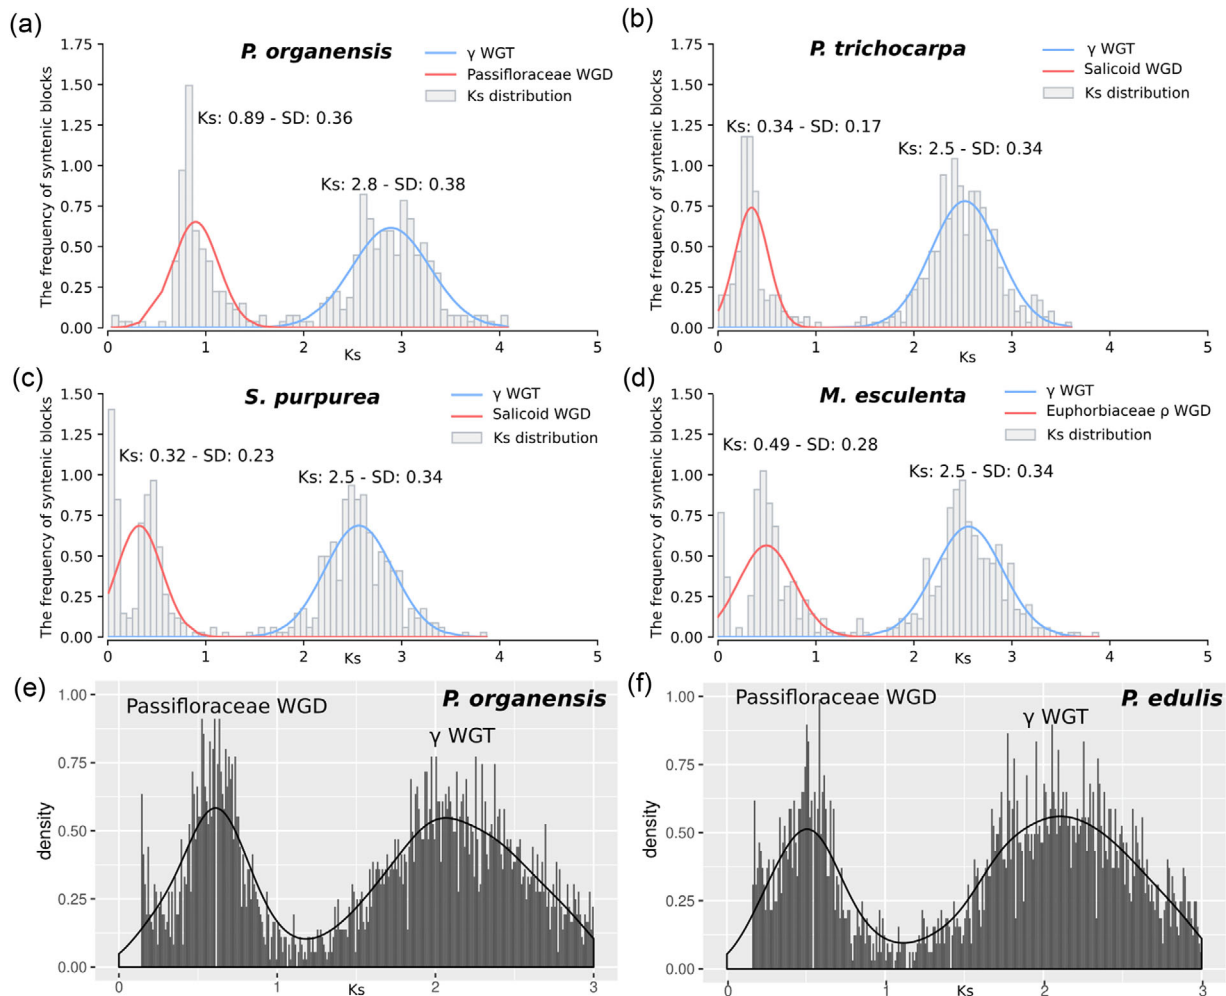 (a)
P. organensis
γ WGT
Passifloraceae WGD
Ks distribution
Ks: 0.89 - SD: 0.36
Ks: 2.8 - SD: 0.38
The frequency of syntenic blocks
1.75
1.50
1.25
1.00
0.75
0.50
0.25
0.00
0 1 2 3 4 5
Ks
(b)
P. trichocarpa
γ WGT
Salicoid WGD
Ks distribution
Ks: 0.34 - SD: 0.17
Ks: 2.5 - SD: 0.34
The frequency of syntenic blocks
1.75
1.50
1.25
1.00
0.75
0.50
0.25
0.00
0 1 2 3 4 5
Ks
(c)
S. purpurea
γ WGT
Salicoid WGD
Ks distribution
Ks: 0.32 - SD: 0.23
Ks: 2.5 - SD: 0.34
The frequency of syntenic blocks
1.50
1.25
1.00
0.75
0.50
0.25
0.00
0 1 2 3 4 5
Ks
(d)
M. esculenta
γ WGT
Euphorbiaceae ρ WGD
Ks distribution
Ks: 0.49 - SD: 0.28
Ks: 2.5 - SD: 0.34
The frequency of syntenic blocks
1.50
1.25
1.00
0.75
0.50
0.25
0.00
0 1 2 3 4 5
Ks
(e)
Passifloraceae WGD
P. organensis
γ WGT
density
1.00
0.75
0.50
0.25
0.00
0 1 2 3
Ks
(f)
Passifloraceae WGD
P. edulis
γ WGT
density
1.00
0.75
0.50
0.25
0.00
0 1 2 3
Ks